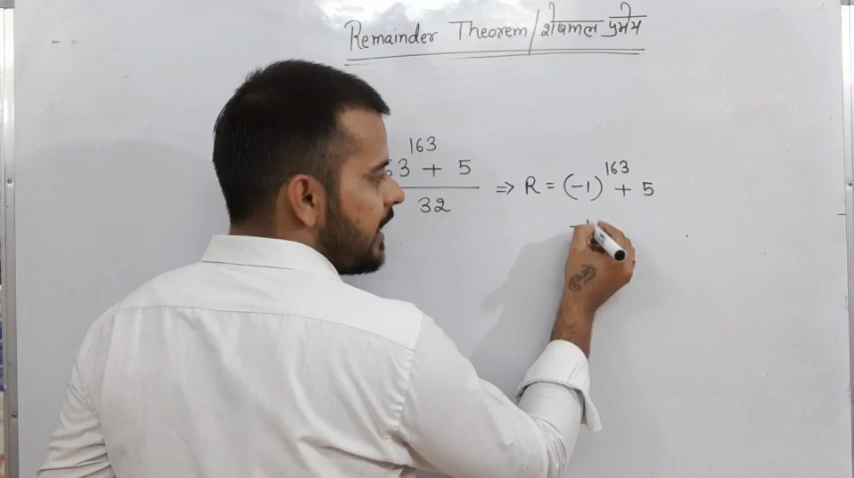 Remainder Theorem/शेषफल प्रमेय
163 163
3 + 5 ⇒ R = (-1) + 5
32